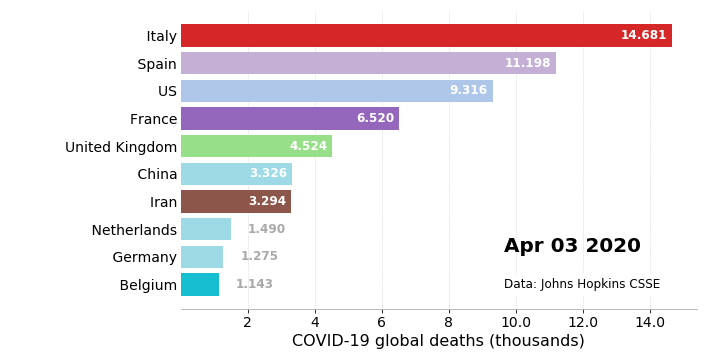 Italy 14.681
Spain 11.198
US 9.316
France 6.520
United Kingdom 4.524
China 3.326
Iran 3.294
Netherlands 1.490
Germany 1.275
Belgium 1.143
Apr 03 2020
Data: Johns Hopkins CSSE
2 4 6 8 10.0 12.0 14.0
COVID-19 global deaths (thousands)